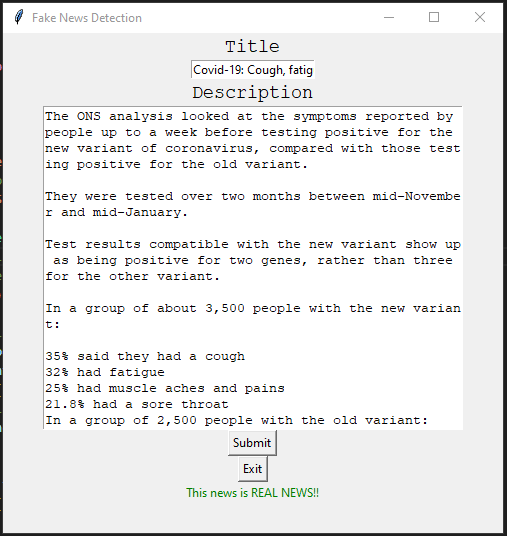 Fake News Detection
Title
Covid-19: Cough, fatig
Description
The ONS analysis looked at the symptoms reported by
people up to a week before testing positive for the
new variant of coronavirus, compared with those test
ing positive for the old variant.
They were tested over two months between mid-Novembe
r and mid-January.
Test results compatible with the new variant show up
as being positive for two genes, rather than three
for the other variant.
In a group of about 3,500 people with the new varian
t:
35% said they had a cough
32% had fatigue
25% had muscle aches and pains
21.8% had a sore throat
In a group of 2,500 people with the old variant:
Submit
Exit
This news is REAL NEWS!!